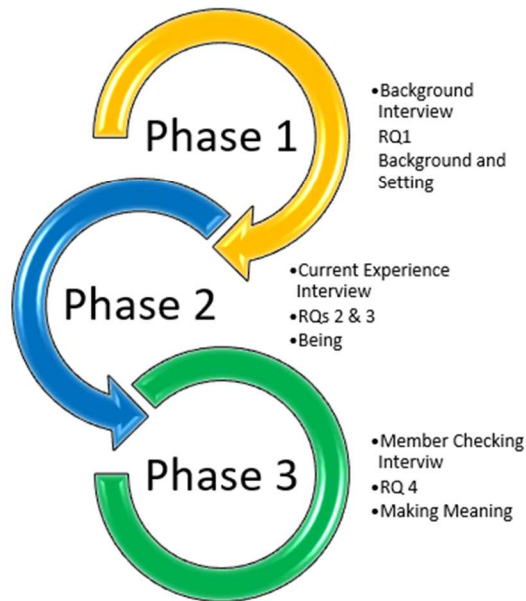 Phase 1
•Background
Interview
RQ1
Background and
Setting
Phase 2
•Current Experience
Interview
•RQs 2 & 3
•Being
Phase 3
•Member Checking
Interviw
•RQ 4
•Making Meaning